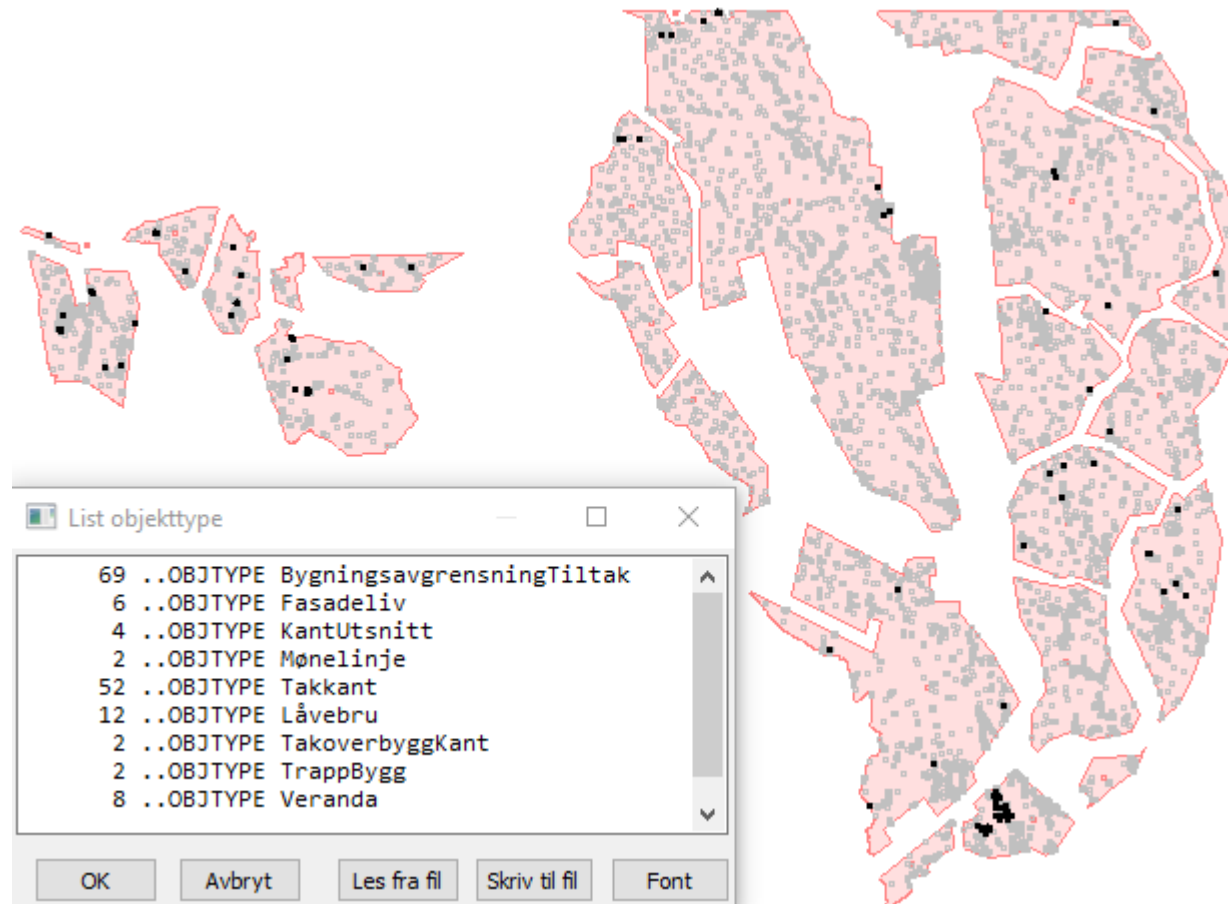 List objekttype
69 ..OBJTYPE BygningsavgrensningTiltak
6 ..OBJTYPE Fasadeliv
4 ..OBJTYPE KantUtsnitt
2 ..OBJTYPE Mønelinje
52 ..OBJTYPE Takkant
12 ..OBJTYPE Låvebru
2 ..OBJTYPE TakoverbyggKant
2 ..OBJTYPE TrappBygg
8 ..OBJTYPE Veranda
OK Avbryt Les fra fil Skriv til fil Font